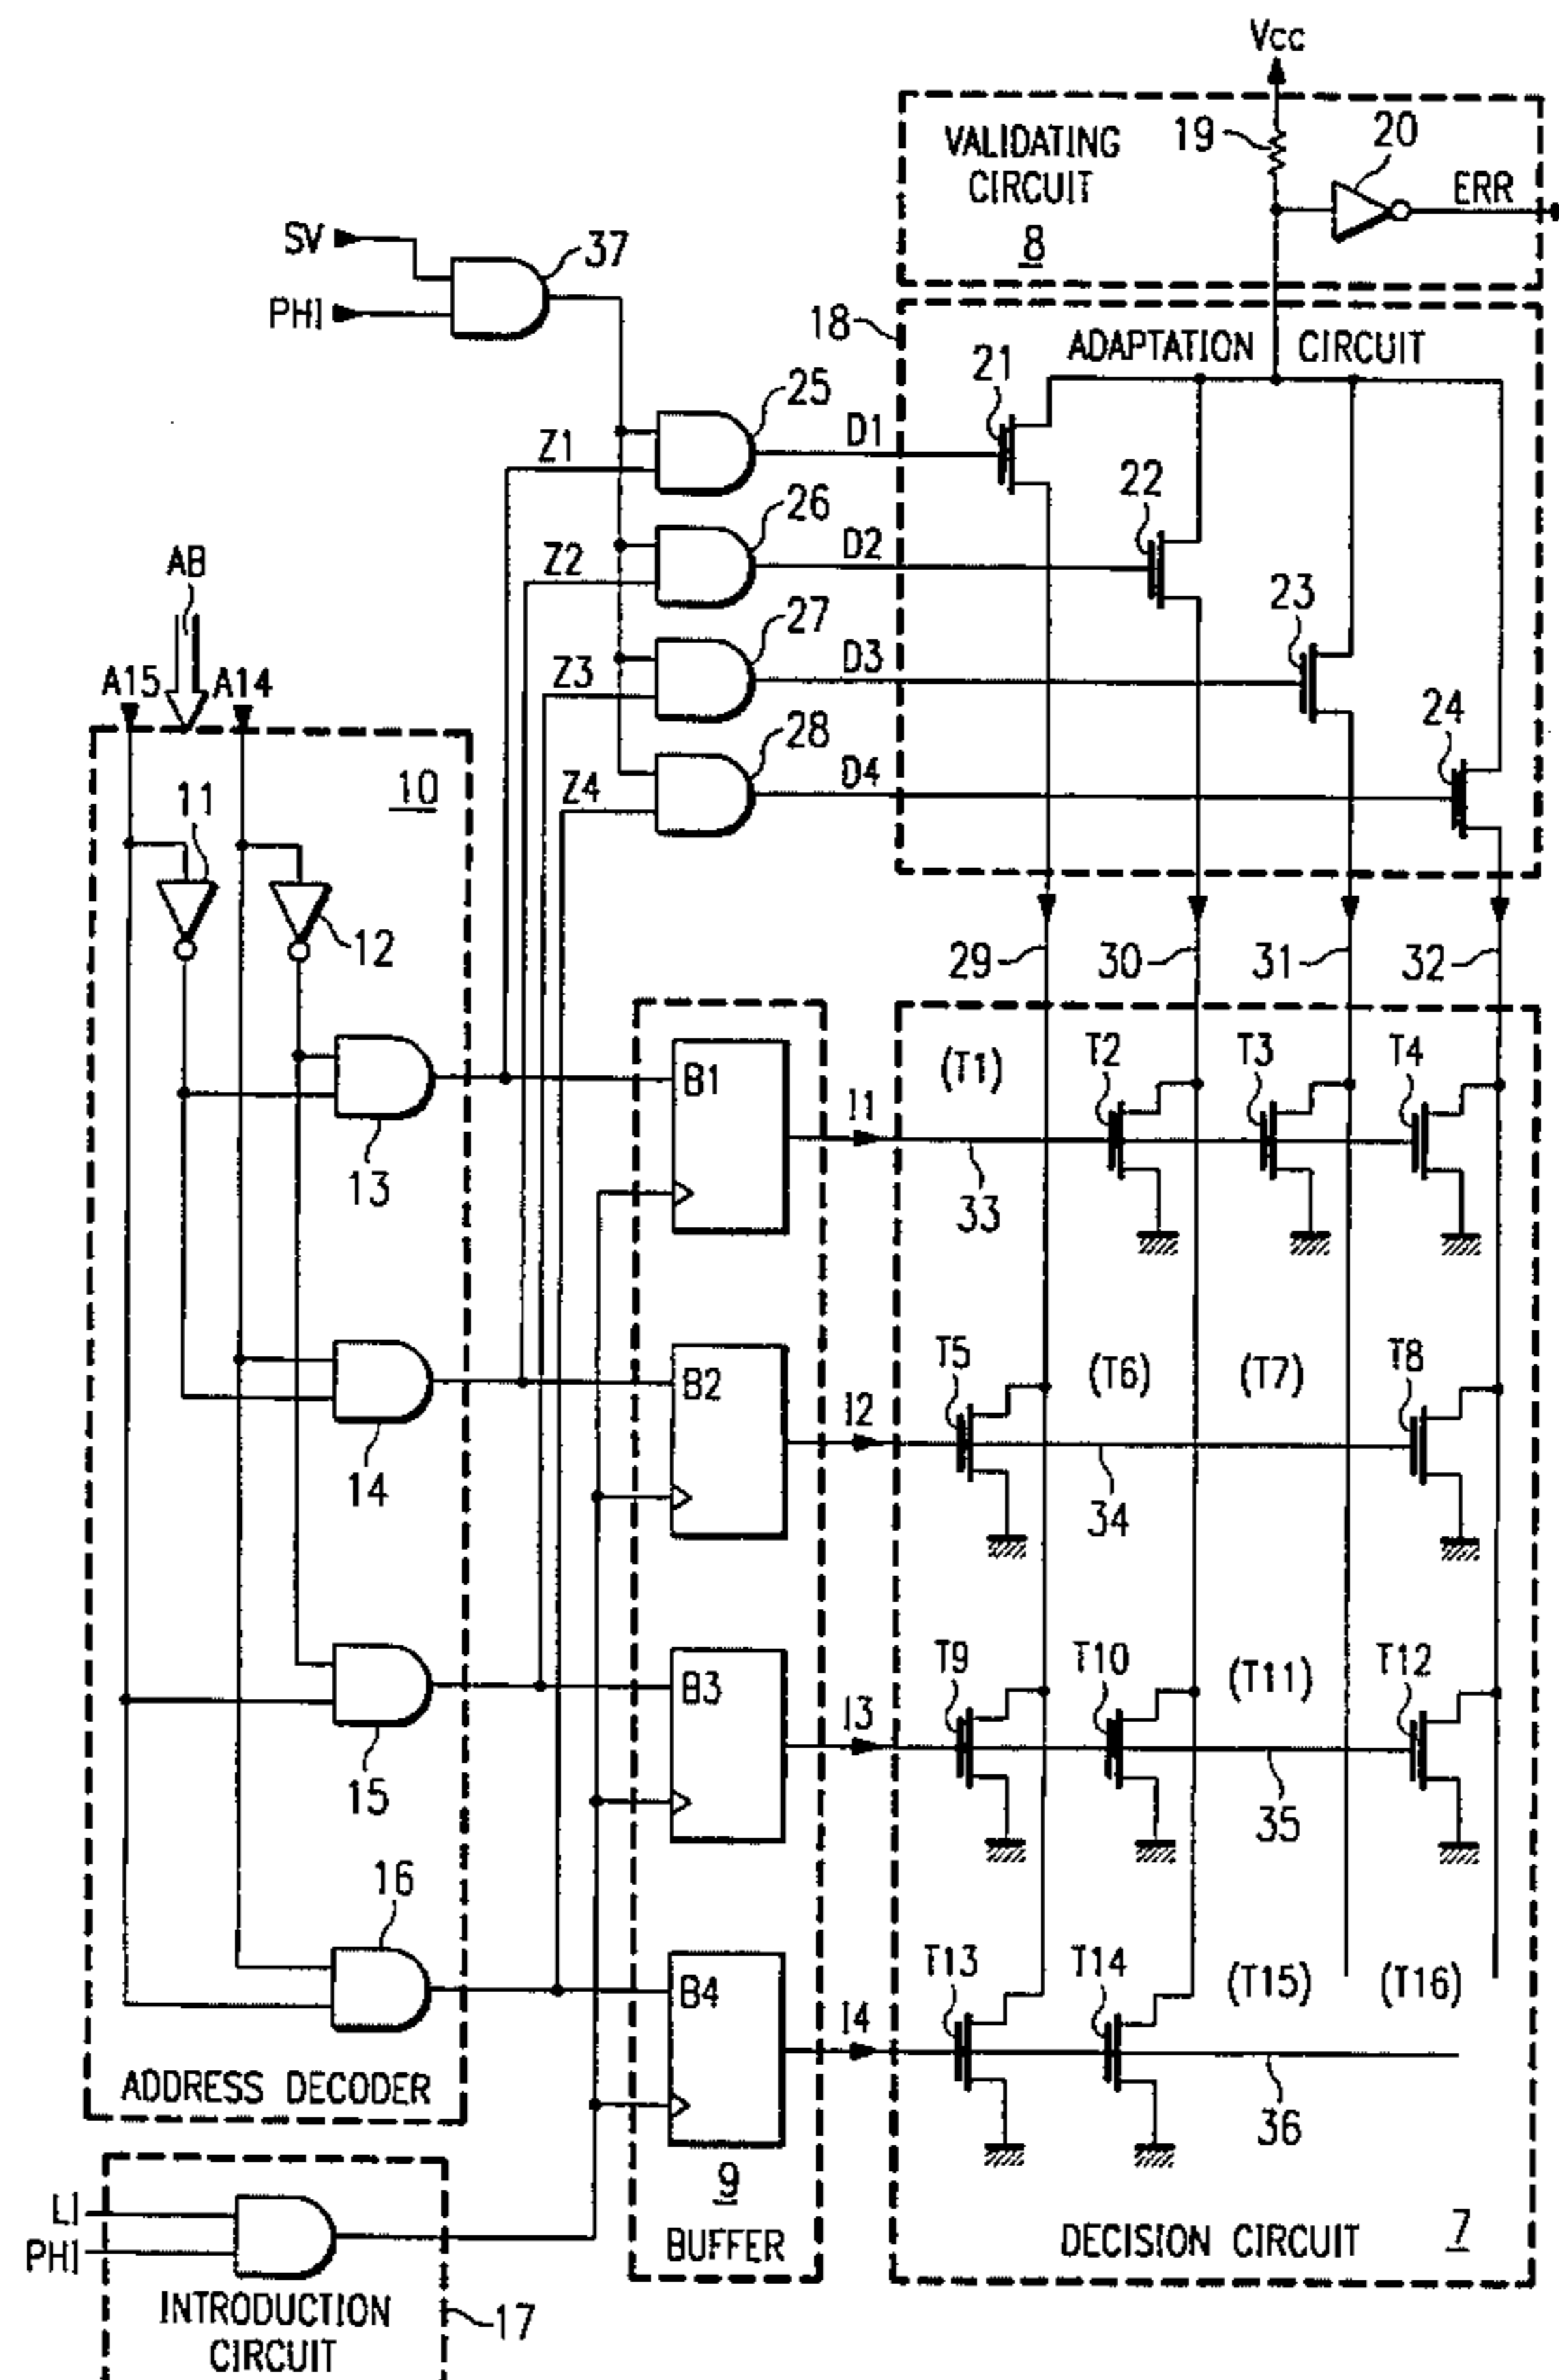 Vcc
VALIDATING
CIRCUIT
8
19
20
ERR
SV
PHI
37
18
ADAPTATION CIRCUIT
21
25
Z1
D1
22
26
Z2
D2
AB
23
27
Z3
D3
A15
A14
24
28
Z4
D4
10
11
12
29
30
31
32
13
B1
I1
(T1)
T2
T3
T4
33
14
B2
I2
T5
(T6)
(T7)
T8
34
15
B3
I3
T9
T10
(T11)
T12
35
16
B4
I4
T13
T14
(T15)
(T16)
36
ADDRESS DECODER
9
BUFFER
DECISION CIRCUIT
7
LI
PHI
INTRODUCTION
CIRCUIT
17